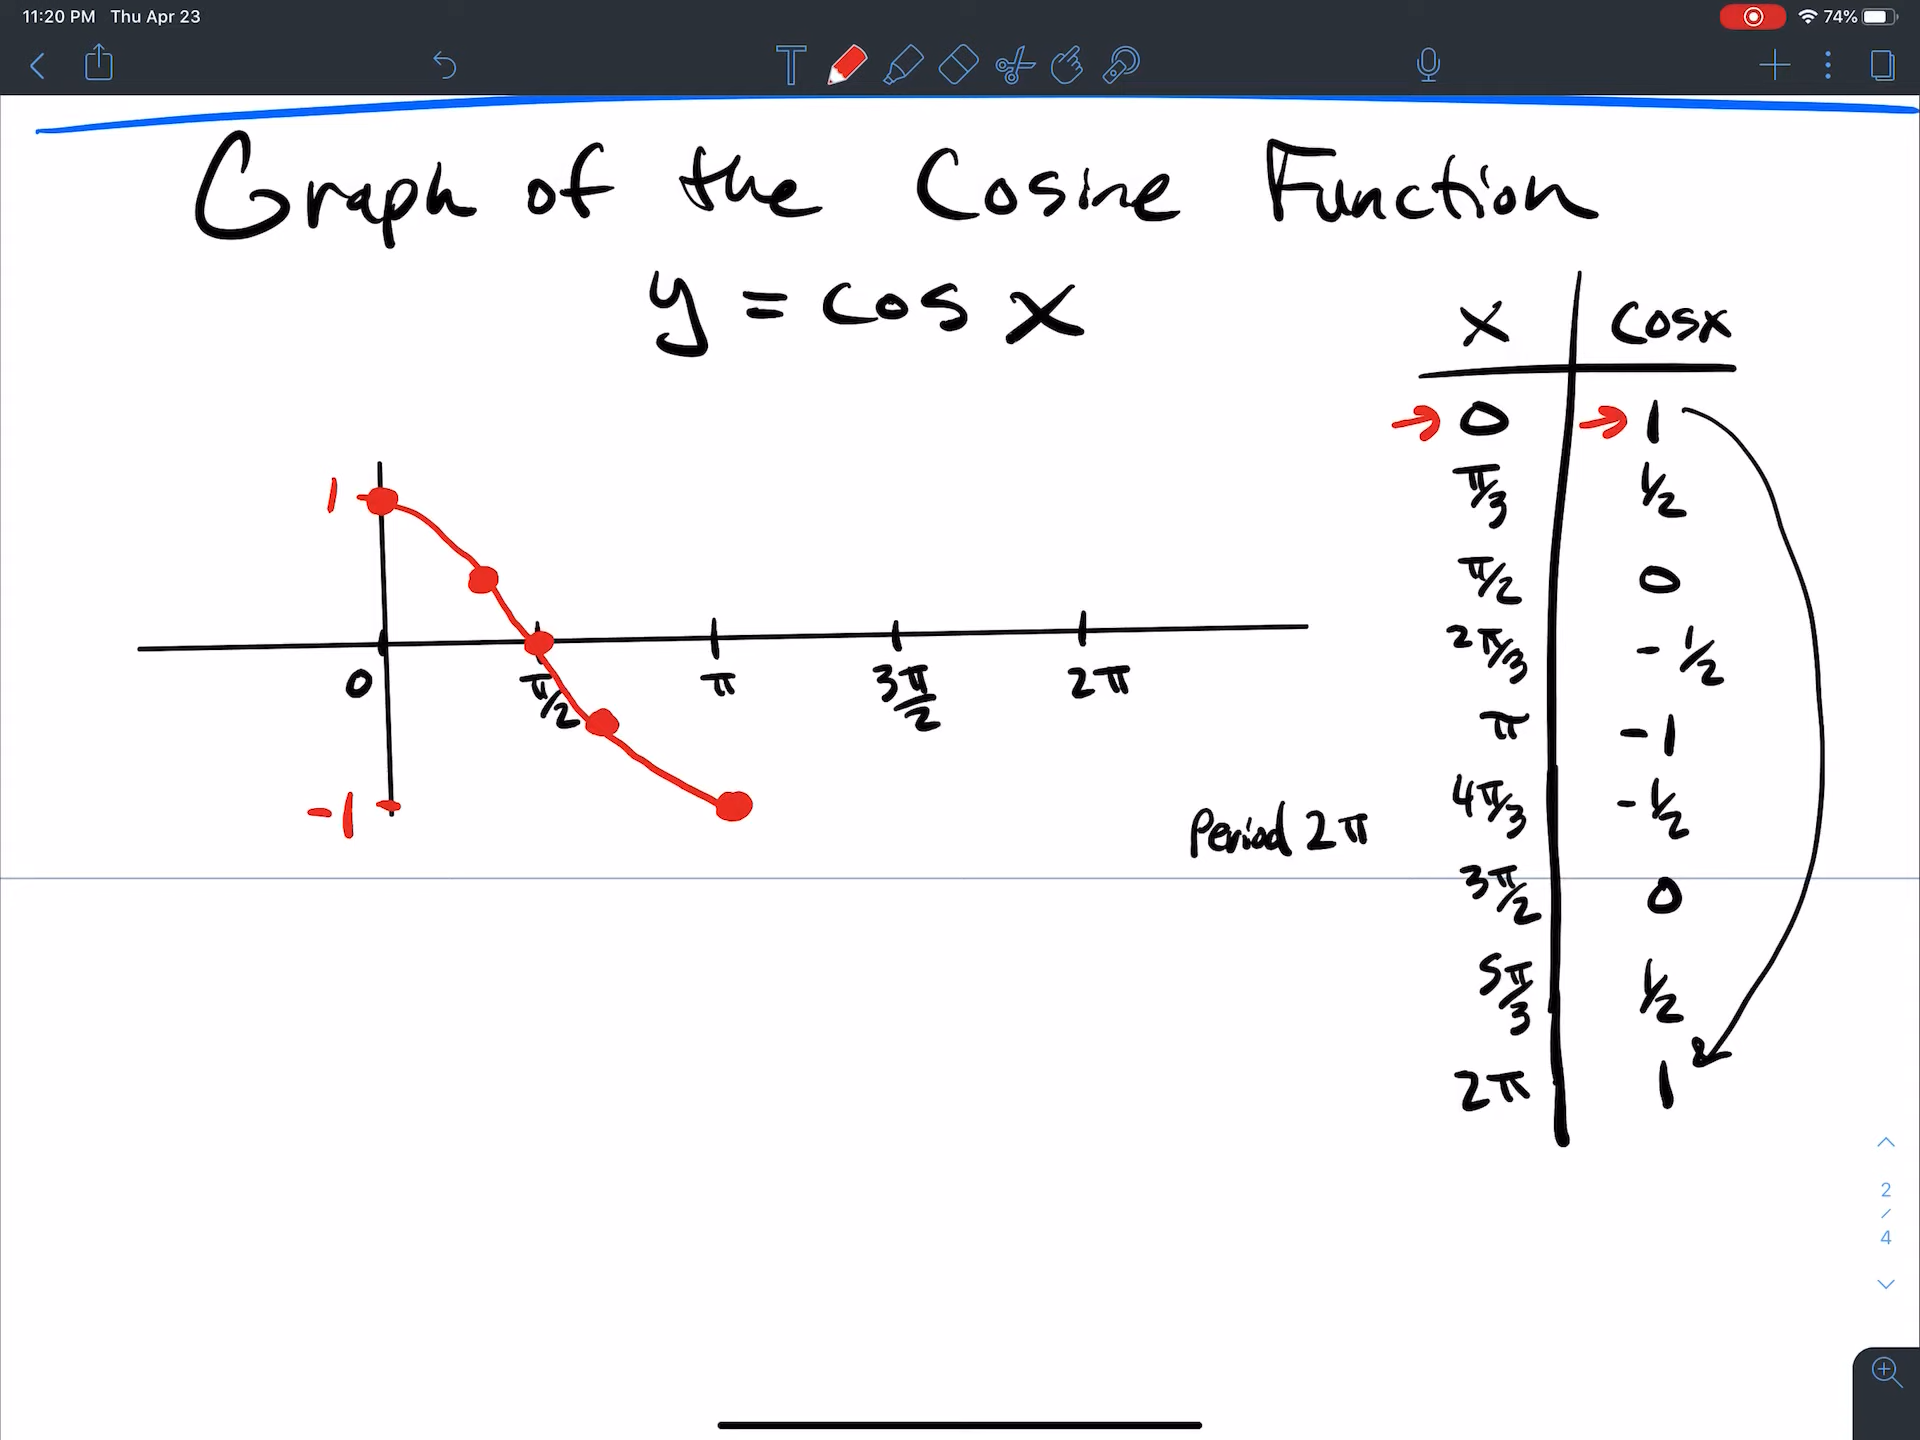 11:20 PM Thu Apr 23
74%
T
Graph of the Cosine Function
y = cos x
x cosx
0 1
π/3 1/2
π/2 0
2π/3 -1/2
π -1
4π/3 -1/2
3π/2 0
5π/3 1/2
2π 1
1
0 π/2 π 3π/2 2π
-1
Period 2π
2
/
4